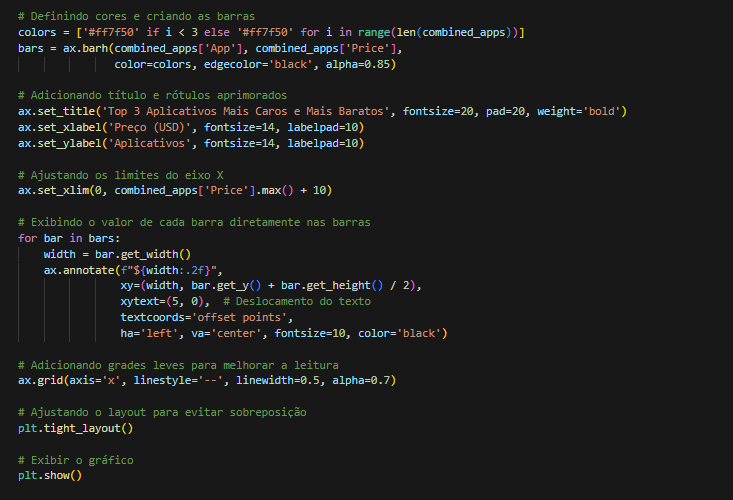 # Definindo cores e criando as barras
colors = ['#ff7f50' if i < 3 else '#ff7f50' for i in range(len(combined_apps))]
bars = ax.barh(combined_apps['App'], combined_apps['Price'],
               color=colors, edgecolor='black', alpha=0.85)

# Adicionando título e rótulos aprimorados
ax.set_title('Top 3 Aplicativos Mais Caros e Mais Baratos', fontsize=20, pad=20, weight='bold')
ax.set_xlabel('Preço (USD)', fontsize=14, labelpad=10)
ax.set_ylabel('Aplicativos', fontsize=14, labelpad=10)

# Ajustando os limites do eixo X
ax.set_xlim(0, combined_apps['Price'].max() + 10)

# Exibindo o valor de cada barra diretamente nas barras
for bar in bars:
    width = bar.get_width()
    ax.annotate(f"${width:.2f}",
                xy=(width, bar.get_y() + bar.get_height() / 2),
                xytext=(5, 0),  # Deslocamento do texto
                textcoords='offset points',
                ha='left', va='center', fontsize=10, color='black')

# Adicionando grades leves para melhorar a leitura
ax.grid(axis='x', linestyle='--', linewidth=0.5, alpha=0.7)

# Ajustando o layout para evitar sobreposição
plt.tight_layout()

# Exibir o gráfico
plt.show()